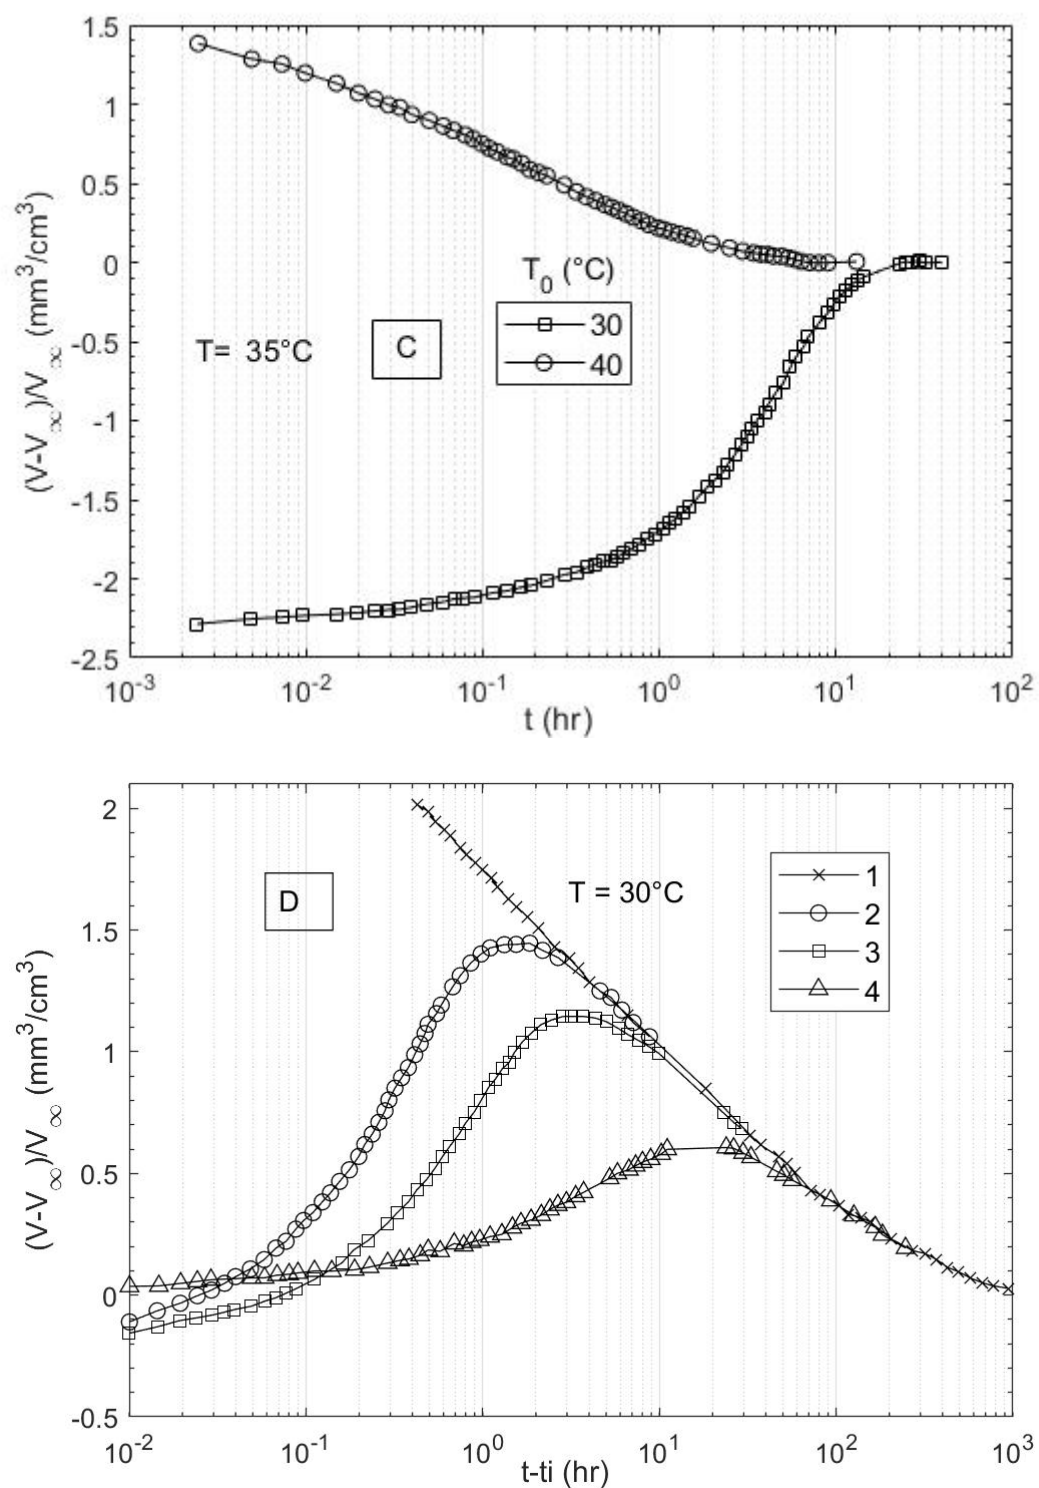 1.5
1
0.5
0
-0.5
-1
-1.5
-2
-2.5
(V-V∞)/V∞ (mm³/cm³)
T₀ (°C)
30
40
T= 35°C
C
10⁻³ 10⁻² 10⁻¹ 10⁰ 10¹ 10²
t (hr)
2
1.5
1
0.5
0
-0.5
(V-V∞)/V∞ (mm³/cm³)
D
T = 30°C
1
2
3
4
10⁻² 10⁻¹ 10⁰ 10¹ 10² 10³
t-ti (hr)